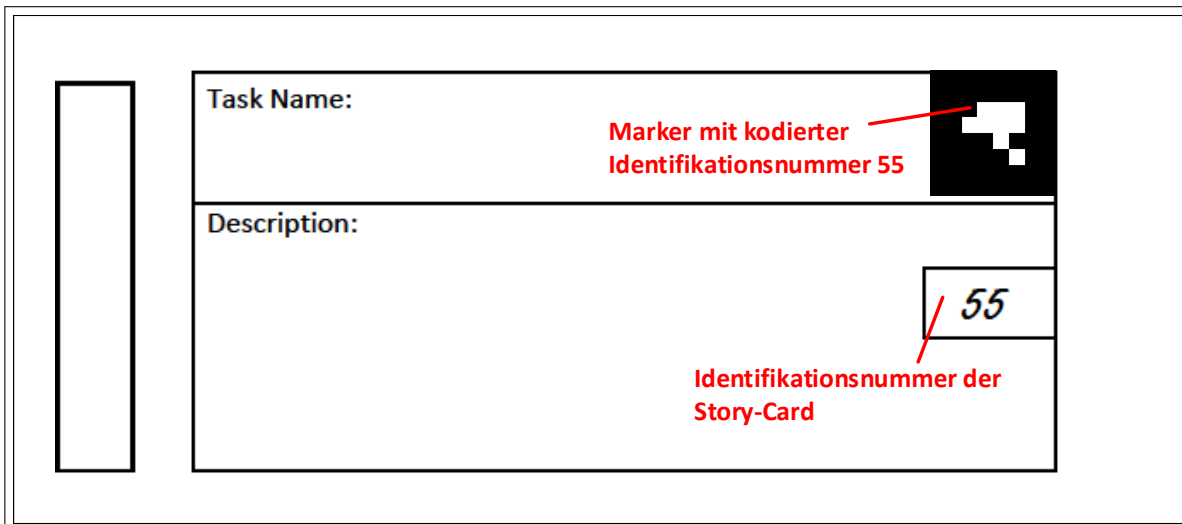 Task Name:
Marker mit kodierter
Identifikationsnummer 55
Description:
55
Identifikationsnummer der
Story-Card